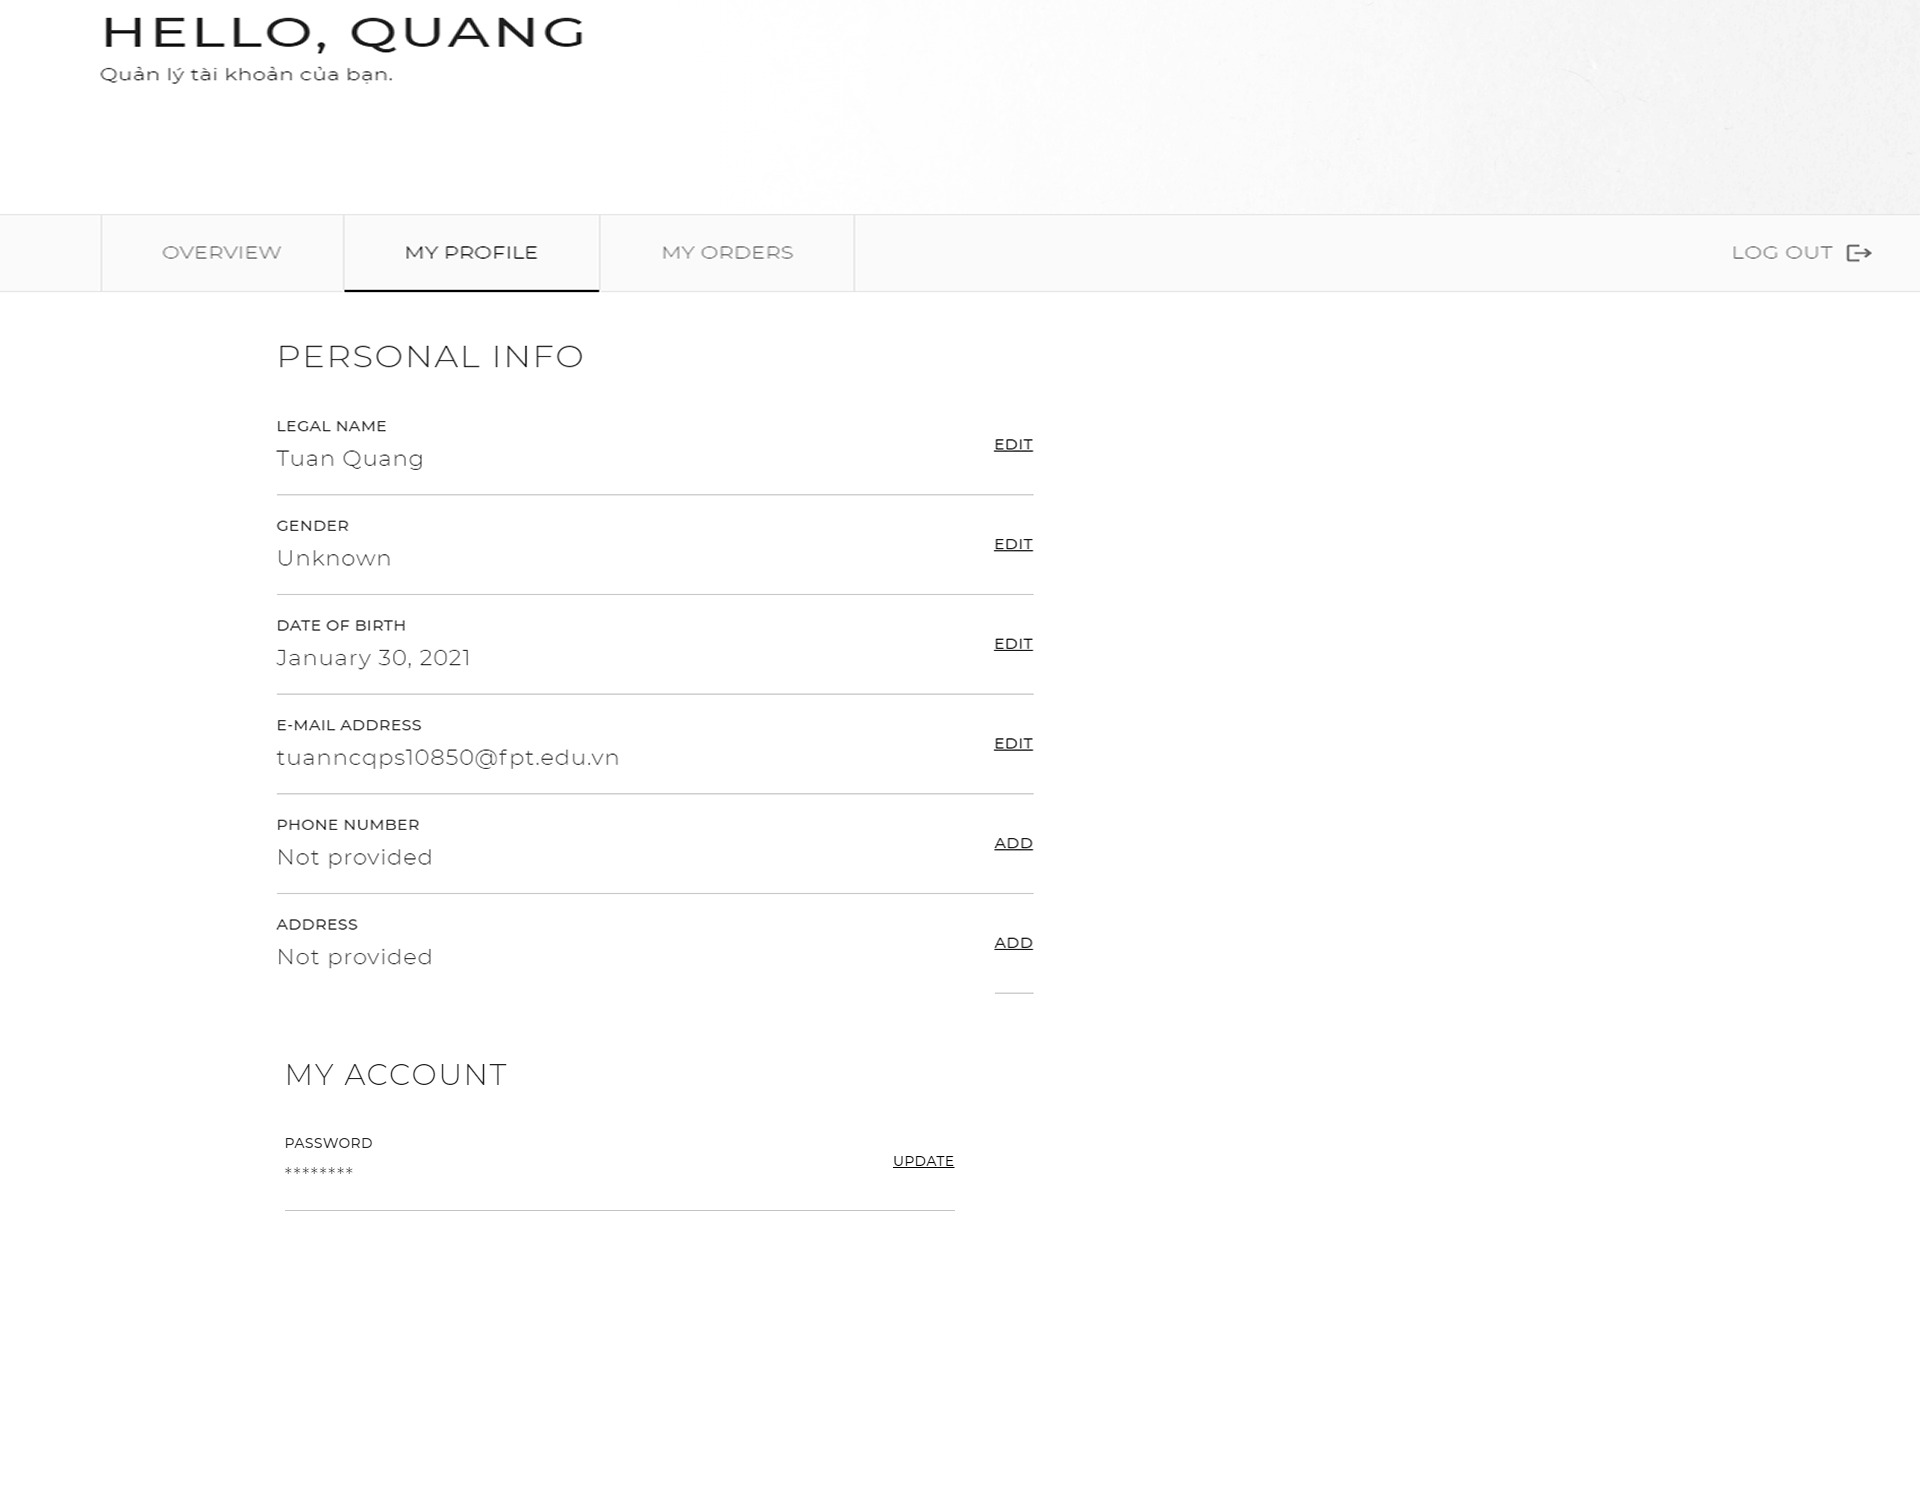 HELLO, QUANG
Quản lý tài khoản của bạn.
OVERVIEW
MY PROFILE
MY ORDERS
LOG OUT
PERSONAL INFO
LEGAL NAME
Tuan Quang
EDIT
GENDER
Unknown
EDIT
DATE OF BIRTH
January 30, 2021
EDIT
E-MAIL ADDRESS
tuanncqps10850@fpt.edu.vn
EDIT
PHONE NUMBER
Not provided
ADD
ADDRESS
Not provided
ADD
MY ACCOUNT
PASSWORD
********
UPDATE